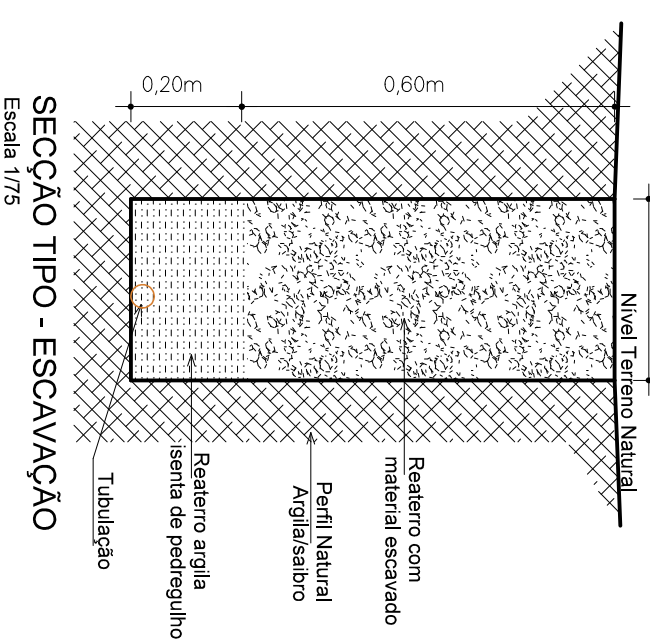 Nível Terreno Natural
0,60m
0,20m
Reaterro com
material escavado
Perfil Natural
Argila/saibro
Reaterro argila
isenta de pedregulho
Tubulação
SECÇÃO TIPO - ESCAVAÇÃO
Escala 1/75